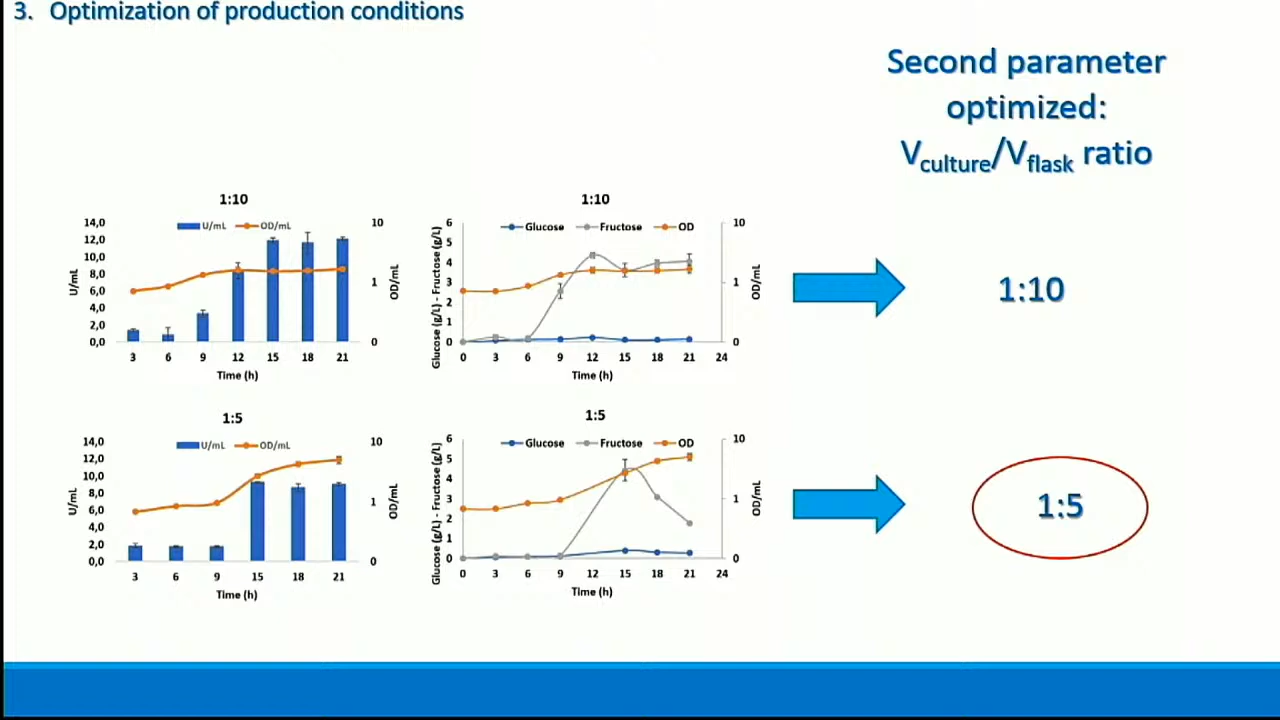 3. Optimization of production conditions
Second parameter
optimized:
Vculture/Vflask ratio
1:10
U/mL OD/mL
14,0
12,0
10,0
8,0
6,0
4,0
2,0
0,0
U/mL
10
1
0
OD/mL
3 6 9 12 15 18 21
Time (h)
1:10
Glucose Fructose OD
6
5
4
3
2
1
0
Glucose (g/L) - Fructose (g/L)
10
1
0
OD/mL
0 3 6 9 12 15 18 21 24
Time (h)
1:10
1:5
U/mL OD/mL
14,0
12,0
10,0
8,0
6,0
4,0
2,0
0,0
U/mL
10
1
0
OD/mL
3 6 9 15 18 21
Time (h)
1:5
Glucose Fructose OD
6
5
4
3
2
1
0
Glucose (g/L) - Fructose (g/L)
10
1
0
OD/mL
0 3 6 9 12 15 18 21 24
Time (h)
1:5